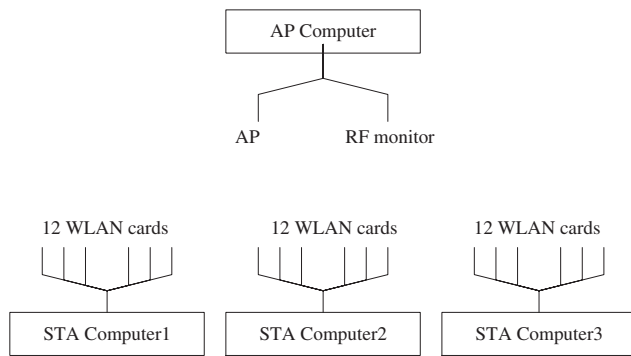 AP Computer
AP RF monitor
12 WLAN cards 12 WLAN cards 12 WLAN cards
STA Computer1 STA Computer2 STA Computer3